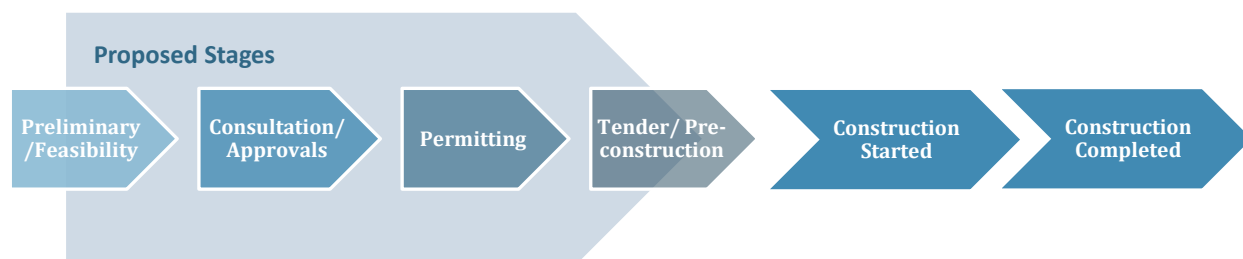 Proposed Stages
Preliminary
/Feasibility
Consultation/
Approvals
Permitting
Tender/ Pre-
construction
Construction
Started
Construction
Completed